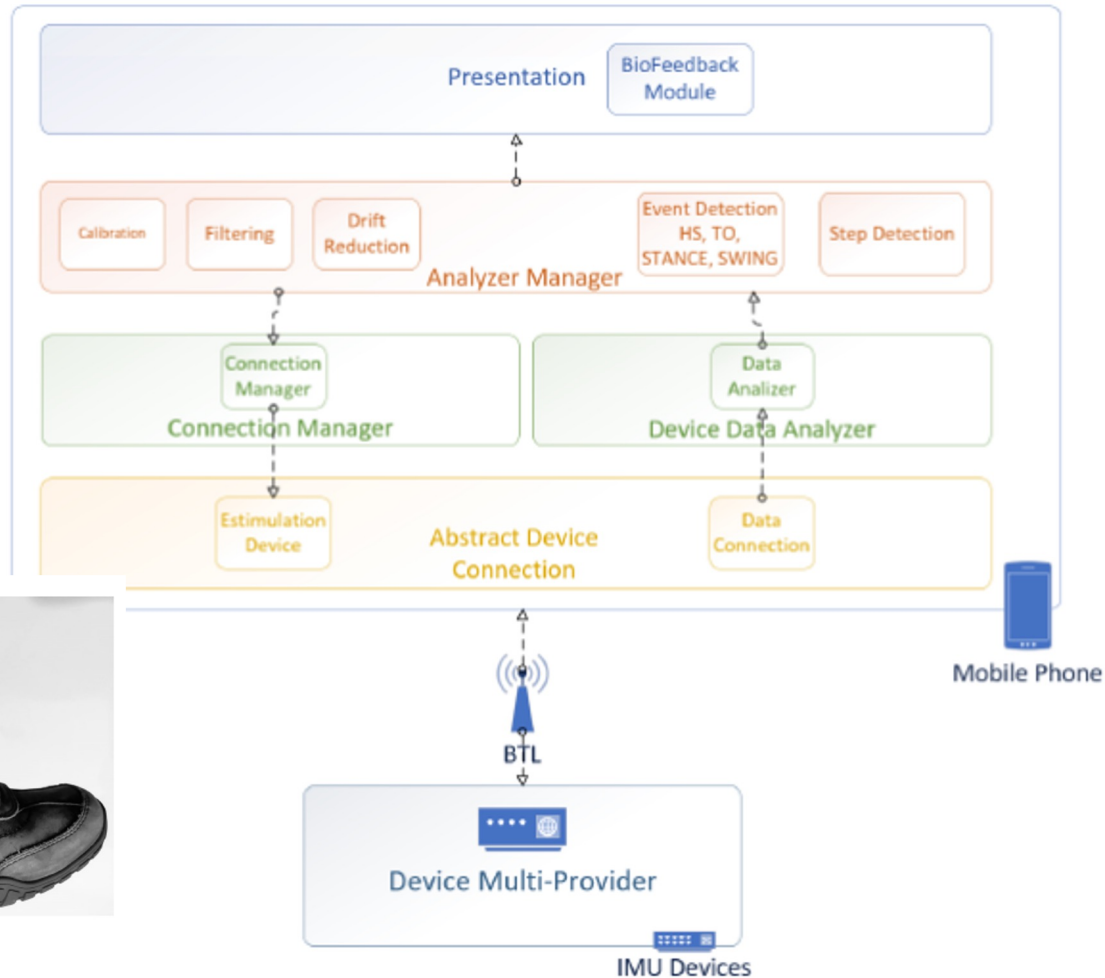 Presentation
BioFeedback
Module
Calibration
Filtering
Drift
Reduction
Analyzer Manager
Event Detection
HS, TO,
STANCE, SWING
Step Detection
Connection
Manager
Connection Manager
Data
Analizer
Device Data Analyzer
Estimulation
Device
Abstract Device
Connection
Data
Connection
Mobile Phone
BTL
Device Multi-Provider
IMU Devices